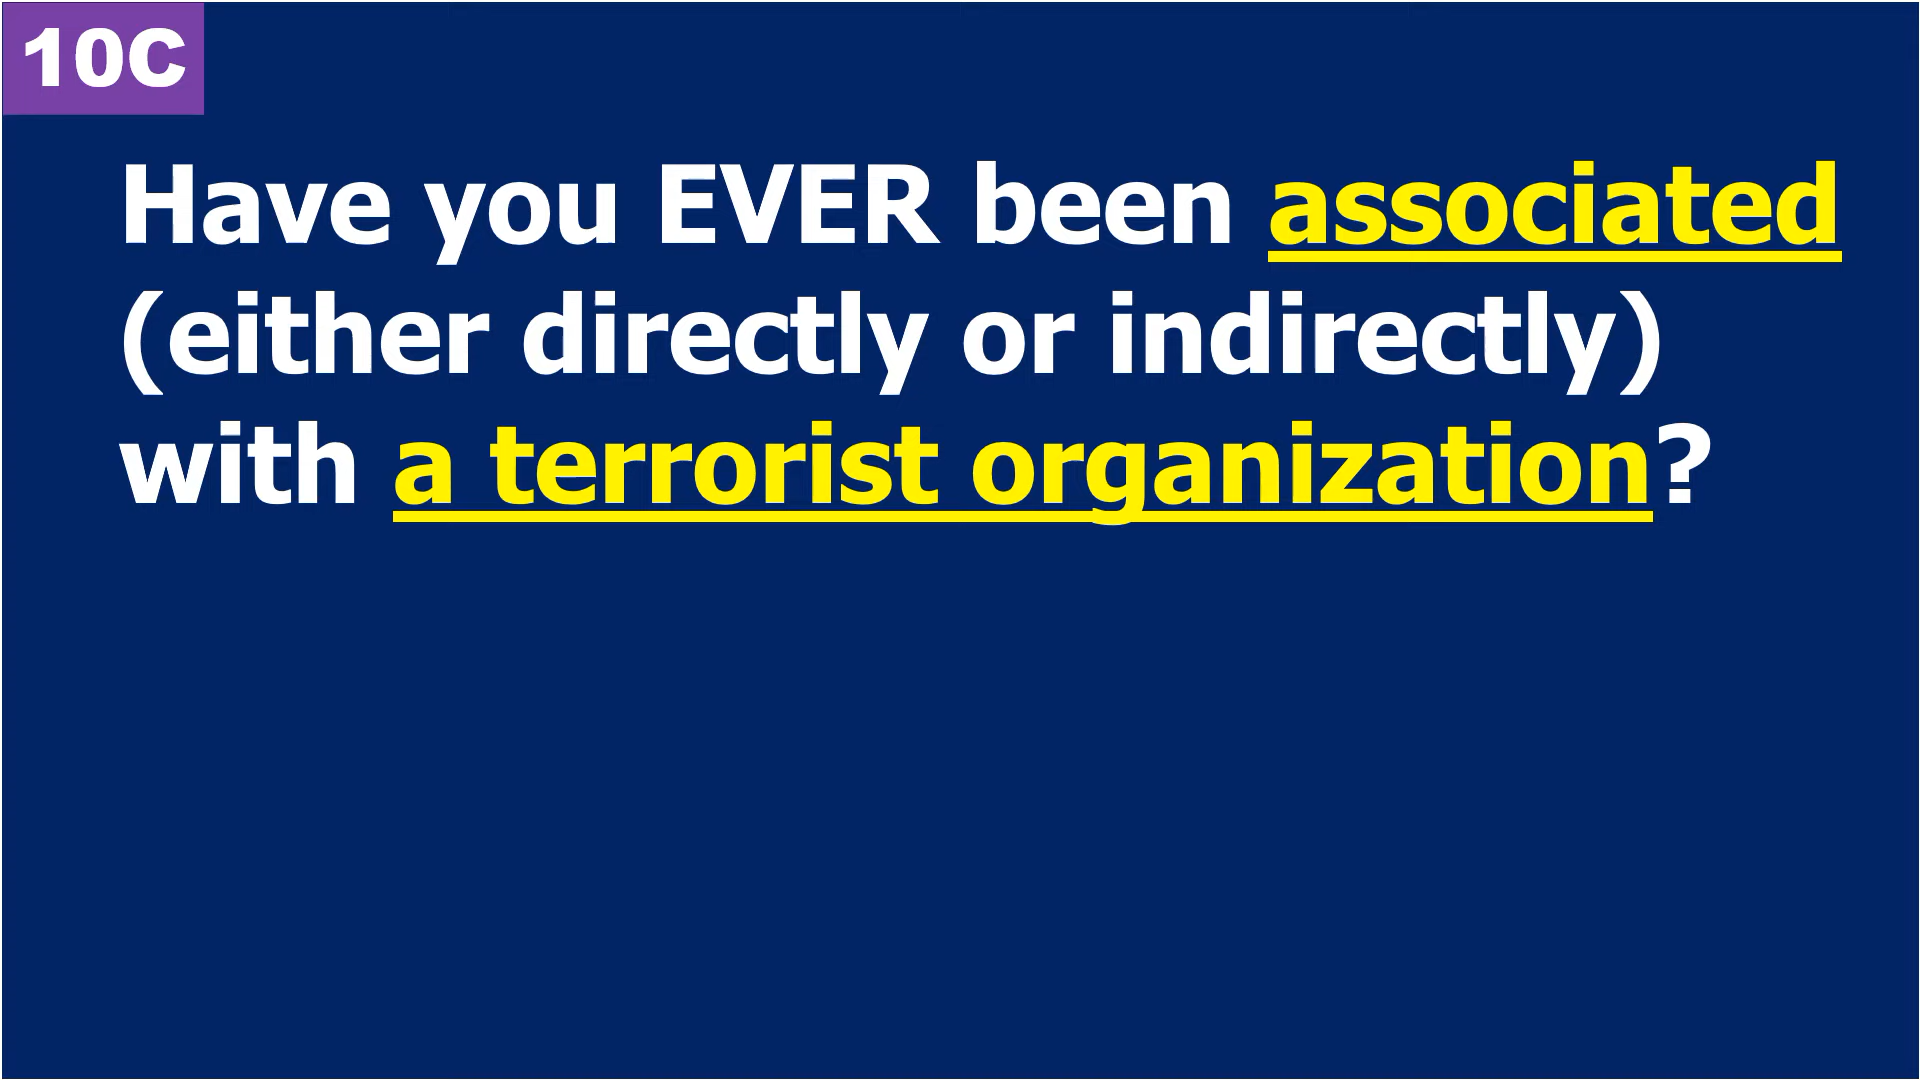 10C
Have you EVER been associated
(either directly or indirectly)
with a terrorist organization?